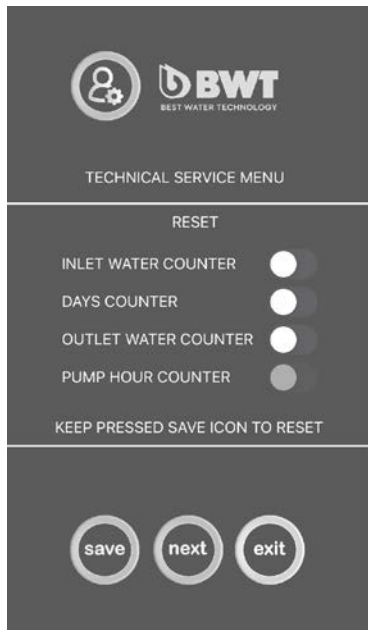 BWT
BEST WATER TECHNOLOGY
TECHNICAL SERVICE MENU
RESET
INLET WATER COUNTER
DAYS COUNTER
OUTLET WATER COUNTER
PUMP HOUR COUNTER
KEEP PRESSED SAVE ICON TO RESET
save next exit